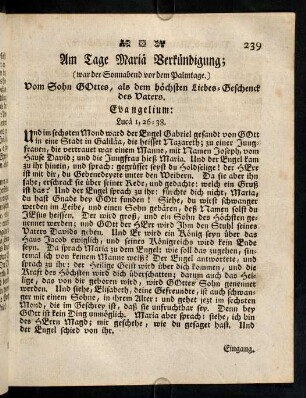 239
Am Tage Mariä Verkündigung;
(war der Sonnabend vor dem Palmtage.)
Vom Sohn GOttes, als dem höchsten Liebes-Geschenck
des Vaters.
Evangelium:
Lucä 1, 26-38.
Und im sechsten Mond ward der Engel Gabriel gesandt von GOtt
in eine Stadt in Galiläa, die heisset Nazareth; zu einer Jung-
frauen, die vertrauet war einem Manne, mit Namen Joseph, vom
Hause David; und die Jungfrau hieß Maria. Und der Engel kam
zu ihr hinein, und sprach: gegrüsset seyst du Holdselige! der HErr
ist mit dir, du Gebenedeyete unter den Weibern. Da sie aber ihn
sahe, erschrack sie über seiner Rede, und gedachte: welch ein Gruß
ist das? Und der Engel sprach zu ihr: fürchte dich nicht, Maria,
du hast Gnade bey GOtt funden! Siehe, du wirst schwanger
werden im Leibe, und einen Sohn gebären, deß Namen solst du
JEsus heissen. Der wird groß, und ein Sohn des Höchsten ge-
nennet werden; und GOtt der HErr wird Ihm den Stuhl seines
Vaters Davids geben. Und Er wird ein König seyn über das
Haus Jacob ewiglich; und seines Königreichs wird kein Ende
seyn. Da sprach Maria zu dem Engel: wie soll das zugehen, sin-
temal ich von keinem Manne weiß? Der Engel antwortete, und
sprach zu ihr: der Heilige Geist wird über dich kommen, und die
Kraft des Höchsten wird dich überschatten; darum auch das Hei-
lige, das von dir geboren wird, wird GOttes Sohn genennet
werden. Und siehe, Elisabeth, deine Gefreundte, ist auch schwan-
ger mit einem Sohne, in ihrem Alter; und gehet jetzt im sechsten
Mond, die im Geschrey ist, daß sie unfruchtbar sey. Denn bey
GOtt ist kein Ding unmöglich. Maria aber sprach: siehe, ich bin
des HErrn Magd; mir geschehe, wie du gesaget hast. Und der
Engel schied von ihr.
Eingang.